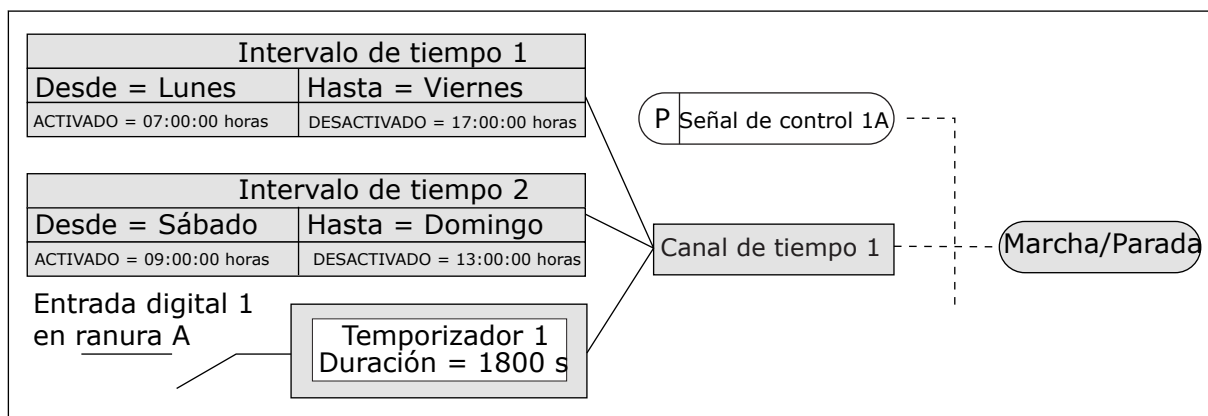 Intervalo de tiempo 1
Desde = Lunes
Hasta = Viernes
ACTIVADO = 07:00:00 horas
DESACTIVADO = 17:00:00 horas
P
Señal de control 1A
Intervalo de tiempo 2
Desde = Sábado
Hasta = Domingo
ACTIVADO = 09:00:00 horas
DESACTIVADO = 13:00:00 horas
Canal de tiempo 1
Marcha/Parada
Entrada digital 1
en ranura A
Temporizador 1
Duración = 1800 s